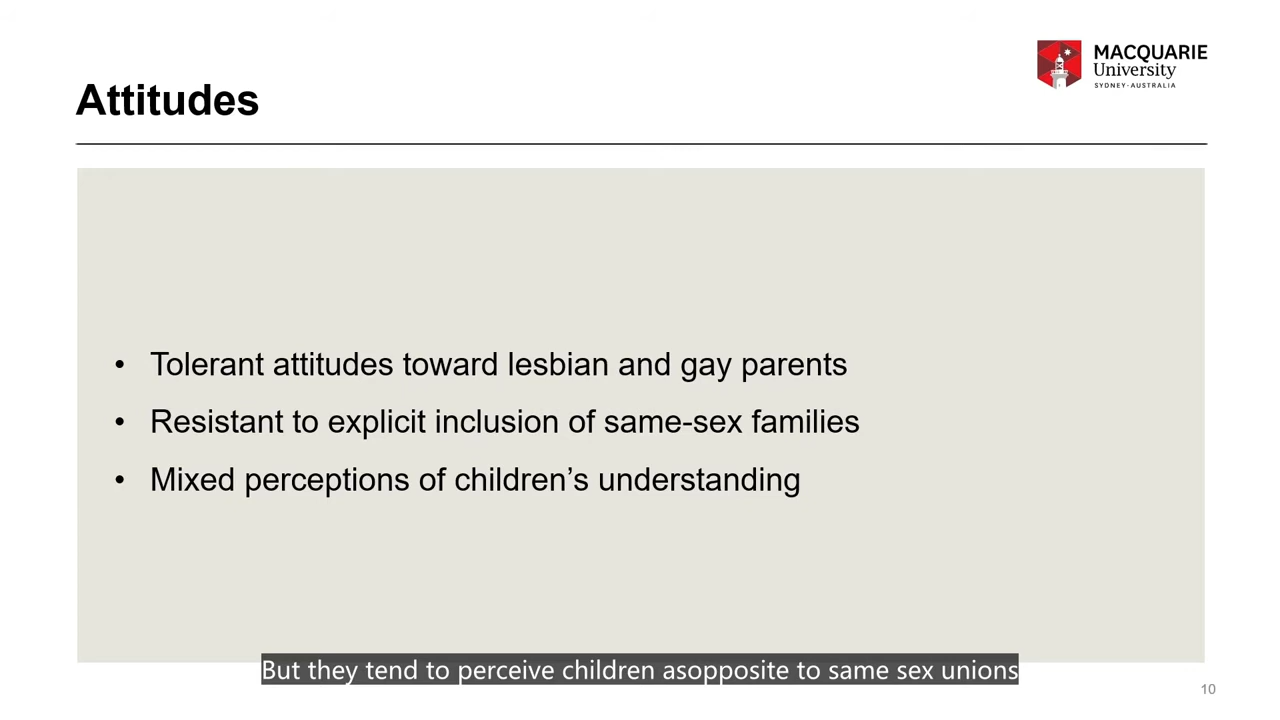 MACQUARIE
University
SYDNEY·AUSTRALIA
Attitudes
• Tolerant attitudes toward lesbian and gay parents
• Resistant to explicit inclusion of same-sex families
• Mixed perceptions of children’s understanding
But they tend to perceive children asopposite to same sex unions
10